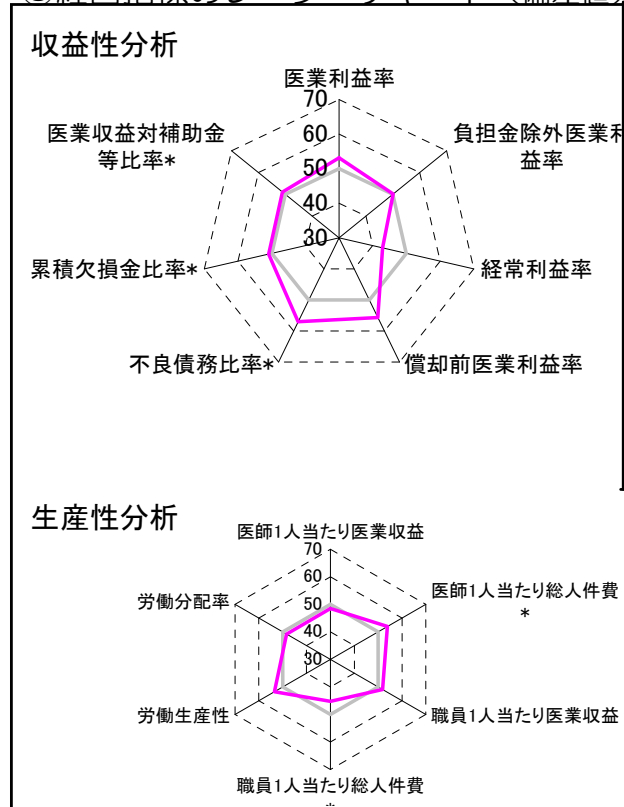 収益性分析
医業利益率
70
60
50
40
30
負担金除外医業利
益率
経常利益率
償却前医業利益率
不良債務比率*
累積欠損金比率*
医業収益対補助金
等比率*
生産性分析
医師1人当たり医業収益
70
60
50
40
30
医師1人当たり総人件費
*
職員1人当たり医業収益
職員1人当たり総人件費
*
労働生産性
労働分配率